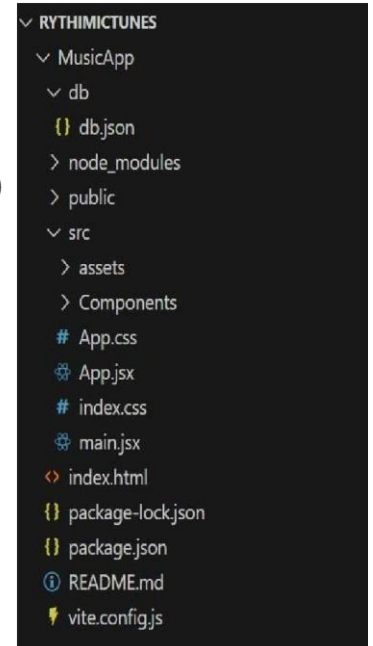 RYTHIMICTUNES
MusicApp
db
{} db.json
node_modules
public
src
assets
Components
# App.css
App.jsx
# index.css
main.jsx
<> index.html
{} package-lock.json
{} package.json
README.md
vite.config.js